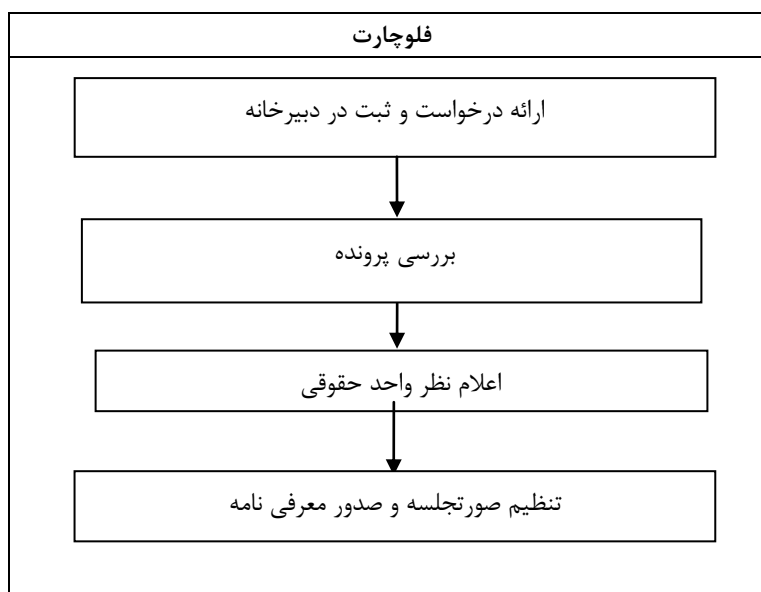 فلوچارت
ارائه درخواست و ثبت در دبیرخانه
بررسی پرونده
اعلام نظر واحد حقوقی
تنظیم صورتجلسه و صدور معرفی نامه